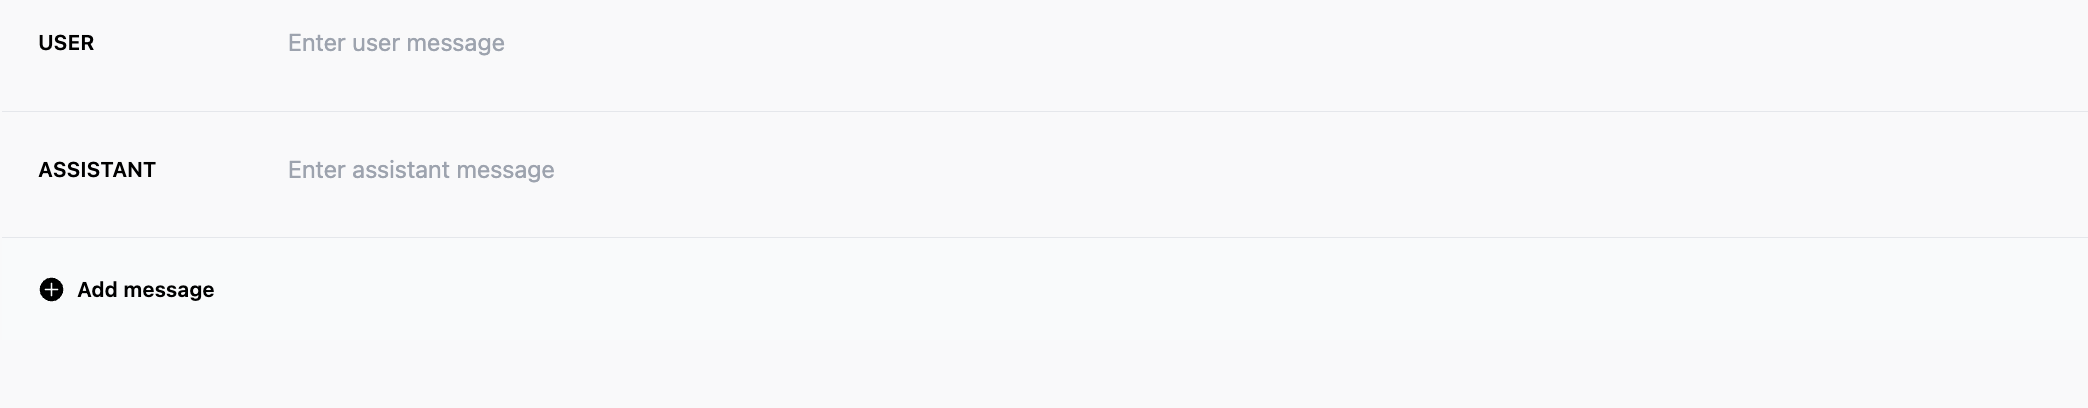 USER Enter user message
ASSISTANT Enter assistant message
Add message